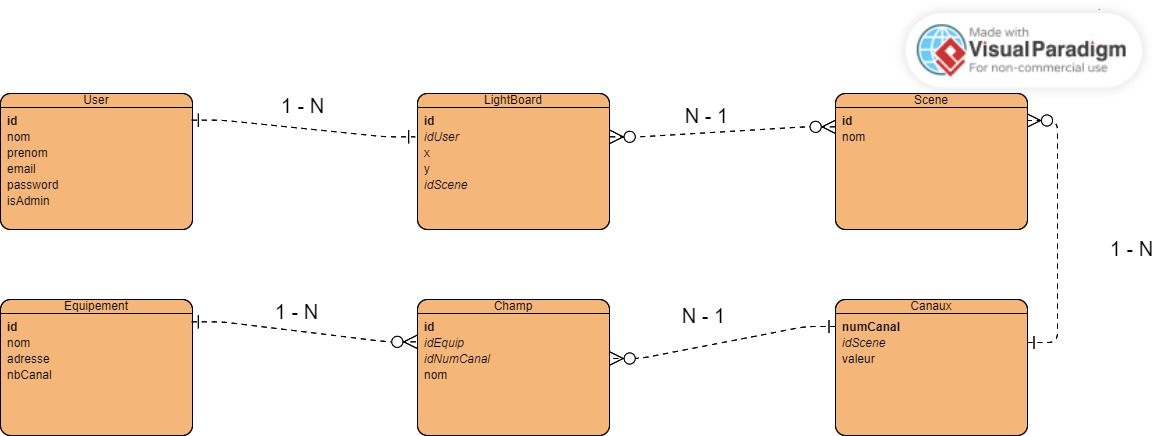 Made with
VisualParadigm
For non-commercial use
User
id
nom
prenom
email
password
isAdmin
1 - N
LightBoard
id
idUser
x
y
idScene
N - 1
Scene
id
nom
1 - N
Equipement
id
nom
adresse
nbCanal
1 - N
Champ
id
idEquip
idNumCanal
nom
N - 1
Canaux
numCanal
idScene
valeur